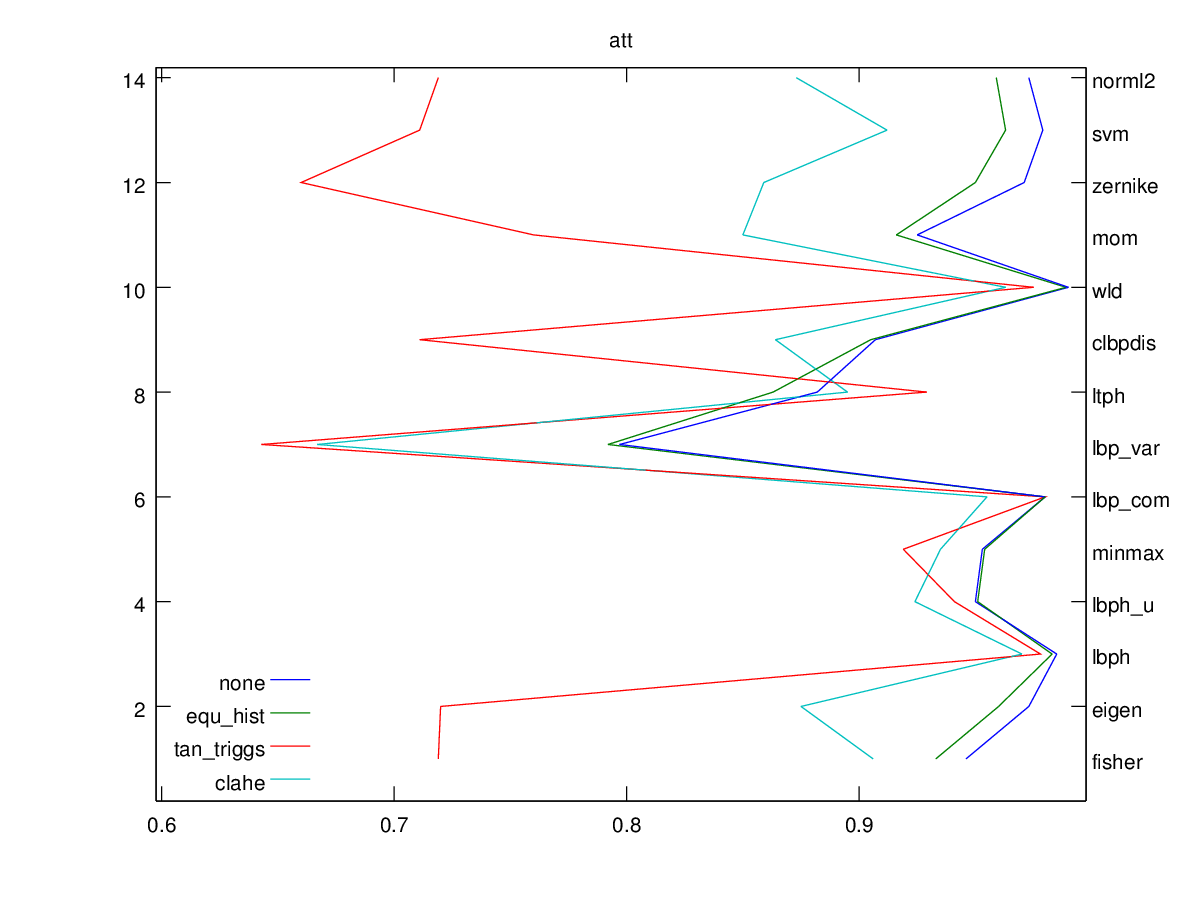 att
14
norml2
svm
12
zernike
mom
10
wld
clbpdis
8
ltph
lbp_var
6
lbp_com
minmax
4
lbph_u
lbph
none
equ_hist
2
eigen
tan_triggs
fisher
clahe
0.6 0.7 0.8 0.9